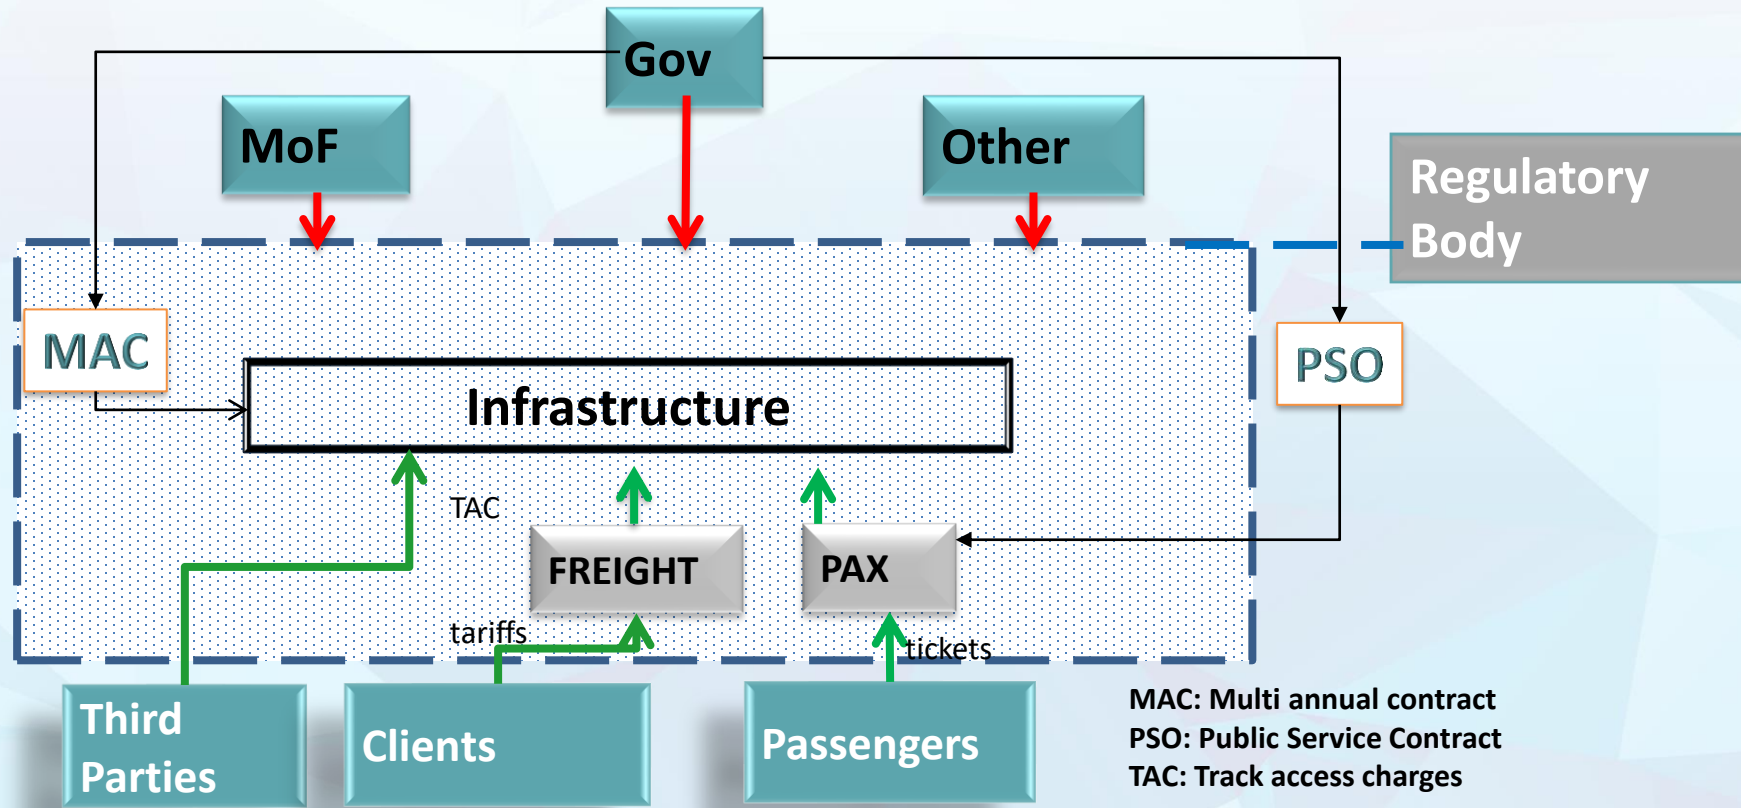 Gov
MoF
Other
Regulatory
Body
MAC
PSO
Infrastructure
TAC
FREIGHT
PAX
tariffs
tickets
Third
Parties
Clients
Passengers
MAC: Multi annual contract
PSO: Public Service Contract
TAC: Track access charges